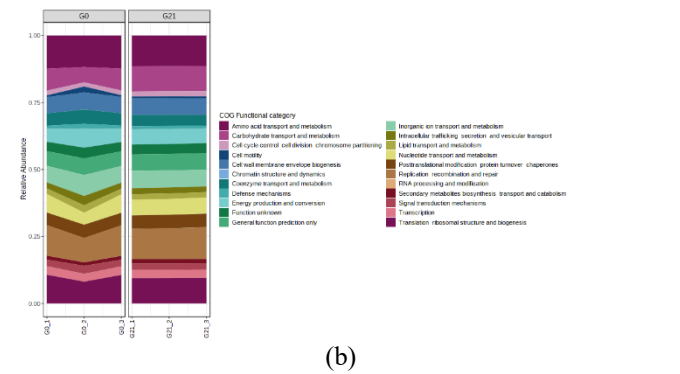 G0
G21
1.00
0.75
0.50
0.25
0.00
Relative Abundance
G0_1
G0_2
G0_3
G21_1
G21_2
G21_3
COG Functional category
Amino acid transport and metabolism
Carbohydrate transport and metabolism
Cell cycle control cell division chromosome partitioning
Cell motility
Cell wall membrane envelope biogenesis
Chromatin structure and dynamics
Coenzyme transport and metabolism
Defense mechanisms
Energy production and conversion
Function unknown
General function prediction only
Inorganic ion transport and metabolism
Intracellular trafficking secretion and vesicular transport
Lipid transport and metabolism
Nucleotide transport and metabolism
Posttranslational modification protein turnover chaperones
Replication recombination and repair
RNA processing and modification
Secondary metabolites biosynthesis transport and catabolism
Signal transduction mechanisms
Transcription
Translation ribosomal structure and biogenesis
(b)